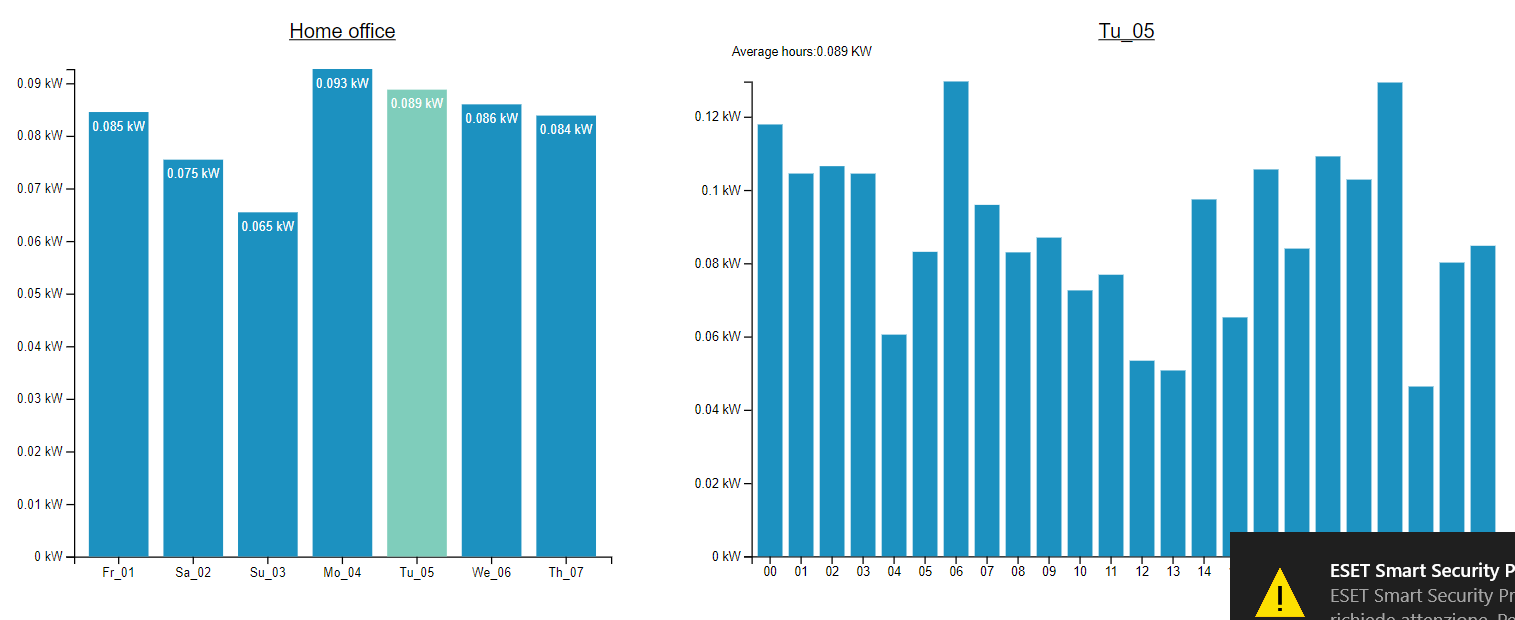 Home office
0.09 kW
0.08 kW
0.07 kW
0.06 kW
0.05 kW
0.04 kW
0.03 kW
0.02 kW
0.01 kW
0 kW
0.085 kW
0.075 kW
0.065 kW
0.093 kW
0.089 kW
0.086 kW
0.084 kW
Fr_01 Sa_02 Su_03 Mo_04 Tu_05 We_06 Th_07
Tu_05
Average hours:0.089 KW
0.12 kW
0.1 kW
0.08 kW
0.06 kW
0.04 kW
0.02 kW
0 kW
00 01 02 03 04 05 06 07 08 09 10 11 12 13 14
ESET Smart Security P
ESET Smart Security Pr
richiede attenzione. Pe